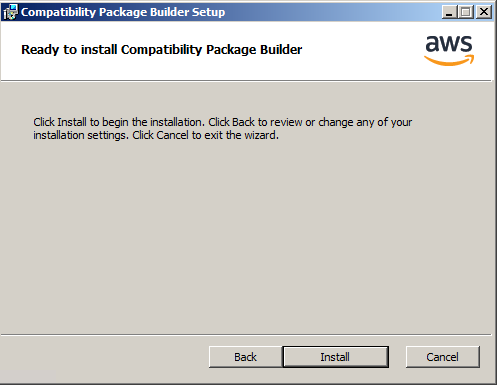 Compatibility Package Builder Setup
Ready to install Compatibility Package Builder
aws
Click Install to begin the installation. Click Back to review or change any of your
installation settings. Click Cancel to exit the wizard.
Back
Install
Cancel